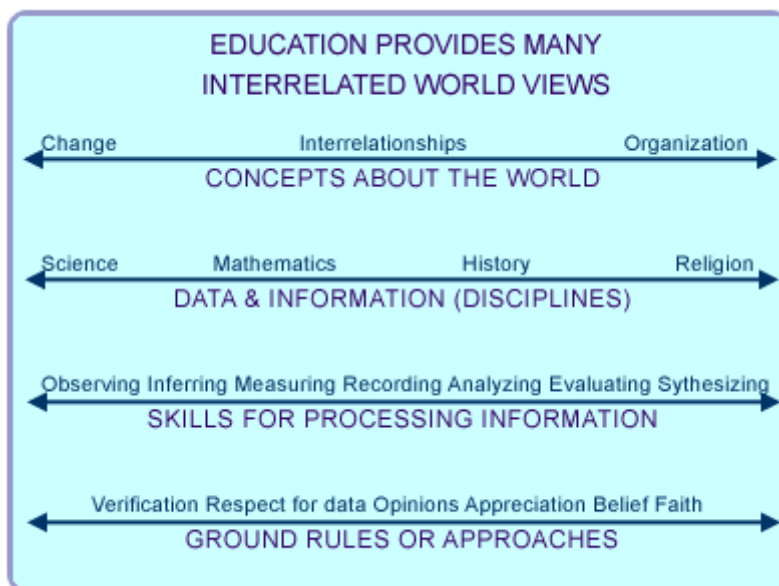 EDUCATION PROVIDES MANY
INTERRELATED WORLD VIEWS
Change Interrelationships Organization
CONCEPTS ABOUT THE WORLD
Science Mathematics History Religion
DATA & INFORMATION (DISCIPLINES)
Observing Inferring Measuring Recording Analyzing Evaluating Sythesizing
SKILLS FOR PROCESSING INFORMATION
Verification Respect for data Opinions Appreciation Belief Faith
GROUND RULES OR APPROACHES